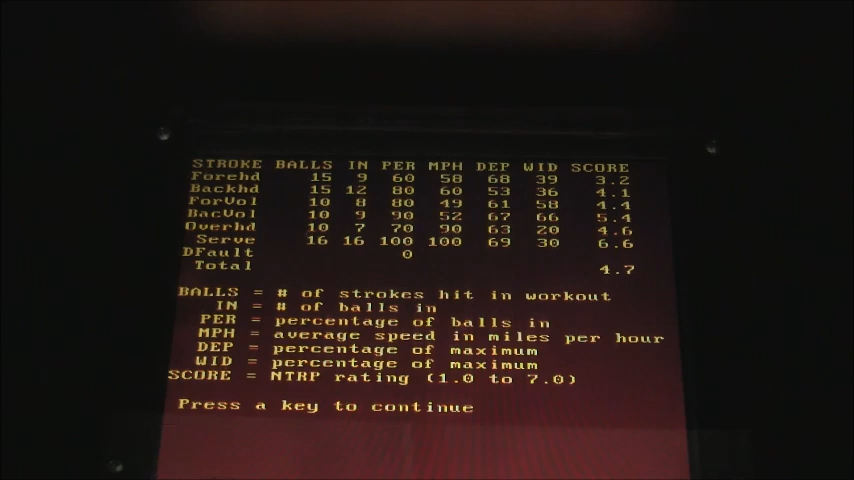 STROKE BALLS IN PER MPH DEP WID SCORE
Forehd 15 9 60 58 68 39 3.2
Backhd 15 12 80 60 53 36 4.1
ForVol 10 8 80 49 61 58 4.4
BacVol 10 9 90 52 67 66 5.4
Overhd 10 7 70 90 63 20 4.6
Serve 16 16 100 100 69 30 6.6
DFault 0
Total 4.7
BALLS = # of strokes hit in workout
IN = # of balls in
PER = percentage of balls in
MPH = average speed in miles per hour
DEP = percentage of maximum
WID = percentage of maximum
SCORE = NTRP rating (1.0 to 7.0)
Press a key to continue